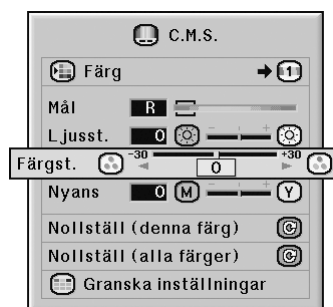 C.M.S.
Färg 1
Mål R
Ljusst. 0 - +
Färgst. -30 0 +30
Nyans 0 M - + Y
Nollställ (denna färg)
Nollställ (alla färger)
Granska inställningar